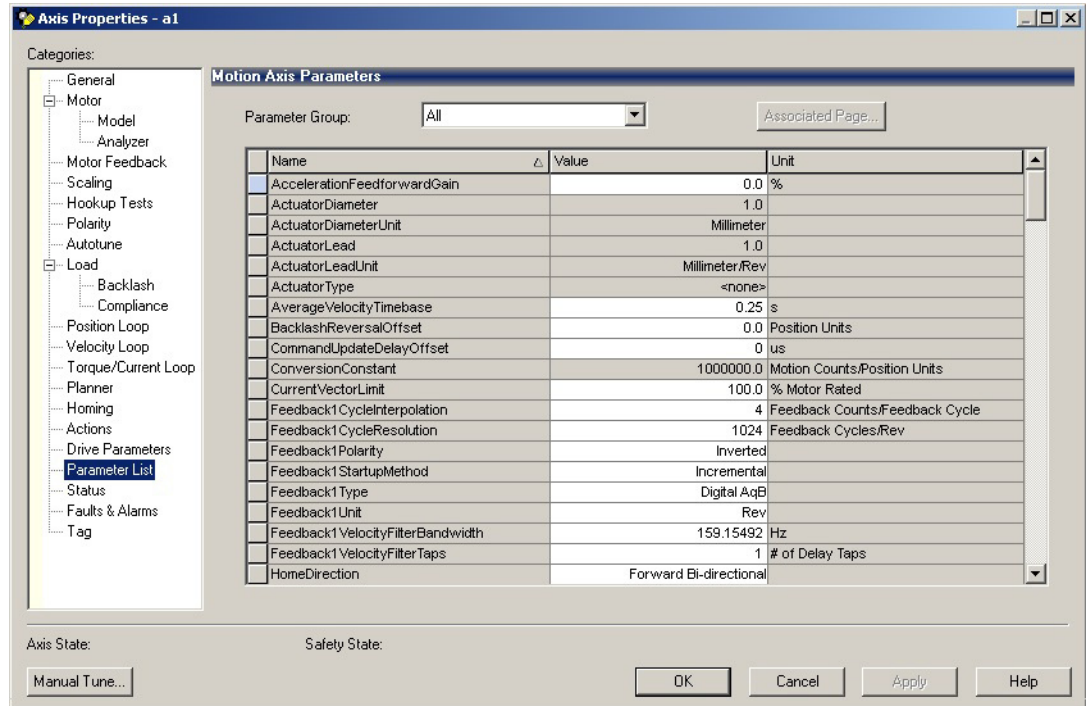 Axis Properties - a1
Categories:
General
Motor
Model
Analyzer
Motor Feedback
Scaling
Hookup Tests
Polarity
Autotune
Load
Backlash
Compliance
Position Loop
Velocity Loop
Torque/Current Loop
Planner
Homing
Actions
Drive Parameters
Parameter List
Status
Faults & Alarms
Tag
Motion Axis Parameters
Parameter Group: All Associated Page...
Name Value Unit
AccelerationFeedforwardGain 0.0 %
ActuatorDiameter 1.0
ActuatorDiameterUnit Millimeter
ActuatorLead 1.0
ActuatorLeadUnit Millimeter/Rev
ActuatorType <none>
AverageVelocityTimebase 0.25 s
BacklashReversalOffset 0.0 Position Units
CommandUpdateDelayOffset 0 us
ConversionConstant 1000000.0 Motion Counts/Position Units
CurrentVectorLimit 100.0 % Motor Rated
Feedback1CycleInterpolation 4 Feedback Counts/Feedback Cycle
Feedback1CycleResolution 1024 Feedback Cycles/Rev
Feedback1Polarity Inverted
Feedback1StartupMethod Incremental
Feedback1Type Digital AqB
Feedback1Unit Rev
Feedback1VelocityFilterBandwidth 159.15492 Hz
Feedback1VelocityFilterTaps 1 # of Delay Taps
HomeDirection Forward Bi-directional
Axis State: Safety State:
Manual Tune... OK Cancel Apply Help